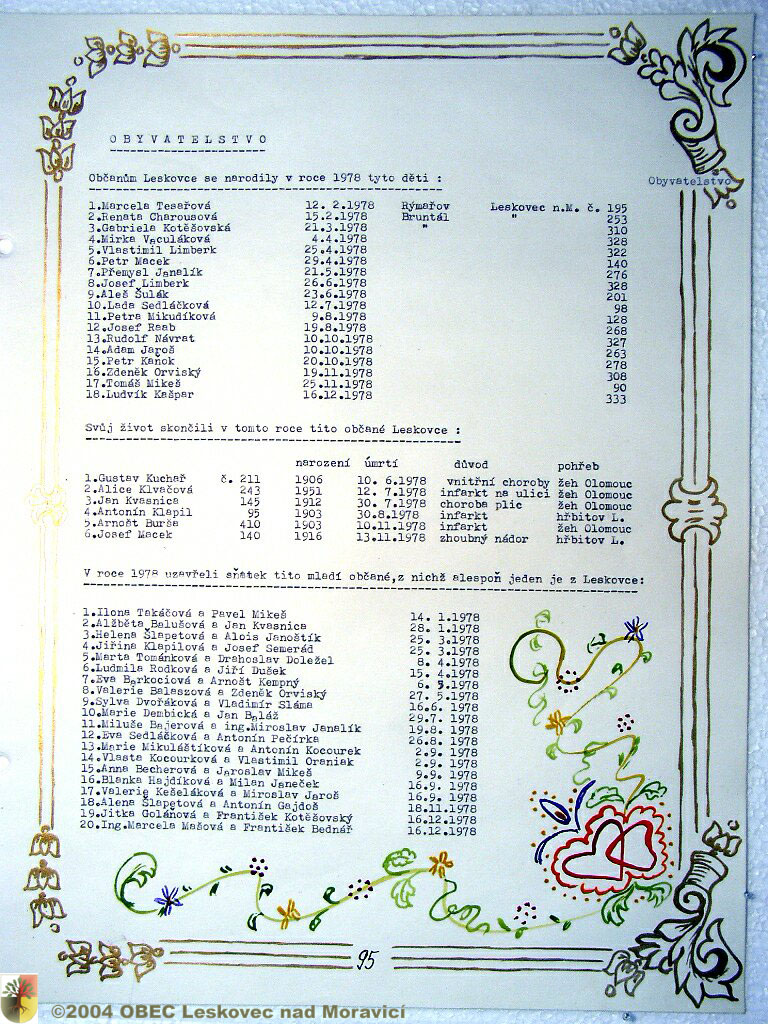 OBYVATELSTVO
Obyvatelstvo
Občanům Leskovce se narodily v roce 1978 tyto děti :
1.Marcela Tesařová 12. 2.1978 Rýmařov Leskovec n.M. č. 195
2.Renata Charousová 15.2.1978 Bruntál " 253
3.Gabriela Kotěšovská 21.3.1978 " 310
4.Mirka Vaculáková 4.4.1978 328
5.Vlastimil Limberk 25.4.1978 322
6.Petr Macek 29.4.1978 140
7.Přemysl Janalík 21.5.1978 276
8.Josef Limberk 26.6.1978 328
9.Aleš Šulák 23.6.1978 201
10.Lada Sedláčková 12.7.1978 98
11.Petra Mikudíková 9.8.1978 128
12.Josef Raab 19.8.1978 268
13.Rudolf Návrat 10.10.1978 327
14.Adam Jaroš 10.10.1978 263
15.Petr Kaňok 20.10.1978 278
16.Zdeněk Orviský 19.11.1978 308
17.Tomáš Mikeš 25.11.1978 90
18.Ludvík Kašpar 16.12.1978 333
Svůj život skončili v tomto roce tito občané Leskovce :
narození úmrtí důvod pohřeb
1.Gustav Kuchař č. 211 1906 10. 6.1978 vnitřní choroby žeh Olomouc
2.Alice Klvačová 243 1951 12. 7.1978 infarkt na ulici žeh Olomouc
3.Jan Kvasnica 145 1912 30. 7.1978 choroba plic žeh Olomouc
4.Antonín Klapil 95 1903 30.8.1978 infarkt hřbitov L.
5.Arnošt Burša 410 1903 10.11.1978 infarkt žeh Olomouc
6.Josef Macek 140 1916 13.11.1978 zhoubný nádor hřbitov L.
V roce 1978 uzavřeli sňatek tito mladí občané,z nichž alespoň jeden je z Leskovce:
1.Ilona Takáčová a Pavel Mikeš 14. 1.1978
2.Alžběta Balušová a Jan Kvasnica 28. 1.1978
3.Helena Šlapetová a Alois Janoštík 25. 3.1978
4.Jiřina Klapilová a Josef Semerád 25. 3.1978
5.Marta Tománková a Drahoslav Doležel 8. 4.1978
6.Ludmila Rodková a Jiří Dušek 15. 4.1978
7.Eva Berkociová a Arnošt Kempný 6. 5.1978
8.Valerie Balaszová a Zdeněk Orviský 27. 5.1978
9.Sylva Dvořáková a Vladimír Sláma 16.6. 1978
10.Marie Dembická a Jan Baláž 29.7. 1978
11.Miluše Bajerová a ing.Miroslav Janalík 19.8. 1978
12.Eva Sedláčková a Antonín Pečírka 26.8. 1978
13.Marie Mikuláštíková a Antonín Kocourek 2.9. 1978
14.Vlasta Kocourková a Vlastimil Oraniak 2.9. 1978
15.Anna Becherová a Jaroslav Mikeš 9.9. 1978
16.Blanka Hajdíková a Milan Janeček 16.9. 1978
17.Valerie Kešeláková a Miroslav Jaroš 16.9. 1978
18.Alena Šlapetová a Antonín Gajdoš 18.11.1978
19.Jitka Golánová a František Kotěšovský 16.12.1978
20.Ing.Marcela Mašová a František Bednář 16.12.1978
95
©2004 OBEC Leskovec nad Moravicí